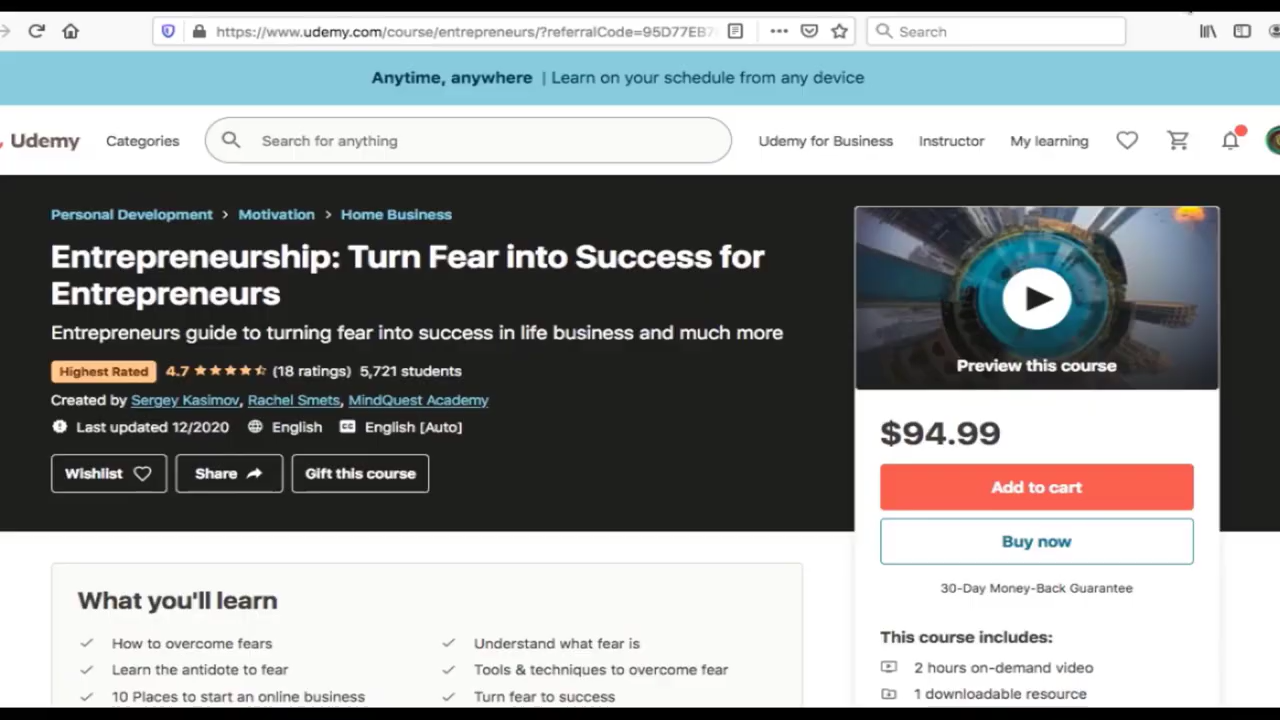 https://www.udemy.com/course/entrepreneurs/?referralCode=95D77EB7
Search
Anytime, anywhere | Learn on your schedule from any device
Udemy
Categories
Search for anything
Udemy for Business
Instructor
My learning
Personal Development > Motivation > Home Business
Entrepreneurship: Turn Fear into Success for
Entrepreneurs
Entrepreneurs guide to turning fear into success in life business and much more
Highest Rated 4.7 (18 ratings) 5,721 students
Created by Sergey Kasimov, Rachel Smets, MindQuest Academy
Last updated 12/2020 English CC English [Auto]
Wishlist
Share
Gift this course
Preview this course
$94.99
Add to cart
Buy now
30-Day Money-Back Guarantee
This course includes:
2 hours on-demand video
1 downloadable resource
What you'll learn
How to overcome fears
Understand what fear is
Learn the antidote to fear
Tools & techniques to overcome fear
10 Places to start an online business
Turn fear to success